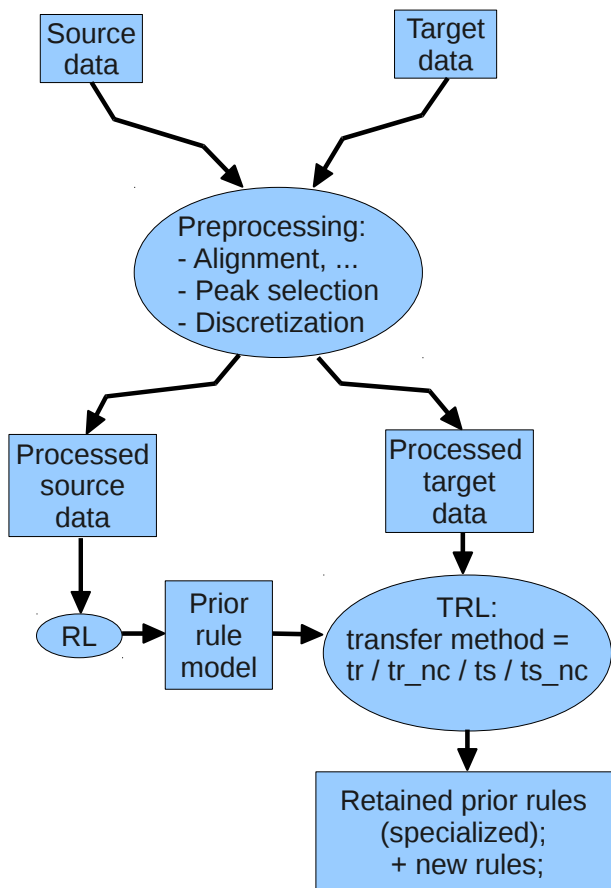 Source
data
Target
data
Preprocessing:
- Alignment, ...
- Peak selection
- Discretization
Processed
source
data
Processed
target
data
RL
Prior
rule
model
TRL:
transfer method =
tr / tr_nc / ts / ts_nc
Retained prior rules
(specialized);
+ new rules;